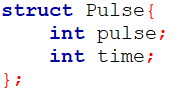 struct Pulse{
    int pulse;
    int time;
};